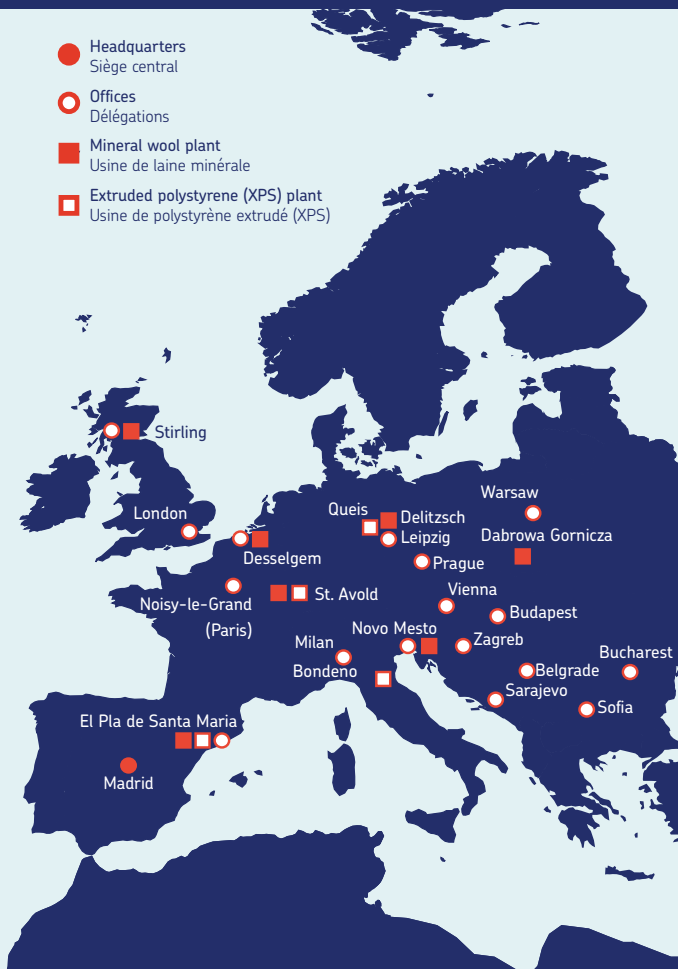 Headquarters
Siège central
Offices
Délégations
Mineral wool plant
Usine de laine minérale
Extruded polystyrene (XPS) plant
Usine de polystyrène extrudé (XPS)
Stirling
London
Desselgem
Queis
Delitzsch
Leipzig
Warsaw
Dabrowa Gornicza
Prague
Noisy-le-Grand
(Paris)
St. Avold
Vienna
Budapest
Novo Mesto
Zagreb
Milan
Bondeno
Bucharest
Belgrade
Sarajevo
Sofia
El Pla de Santa Maria
Madrid